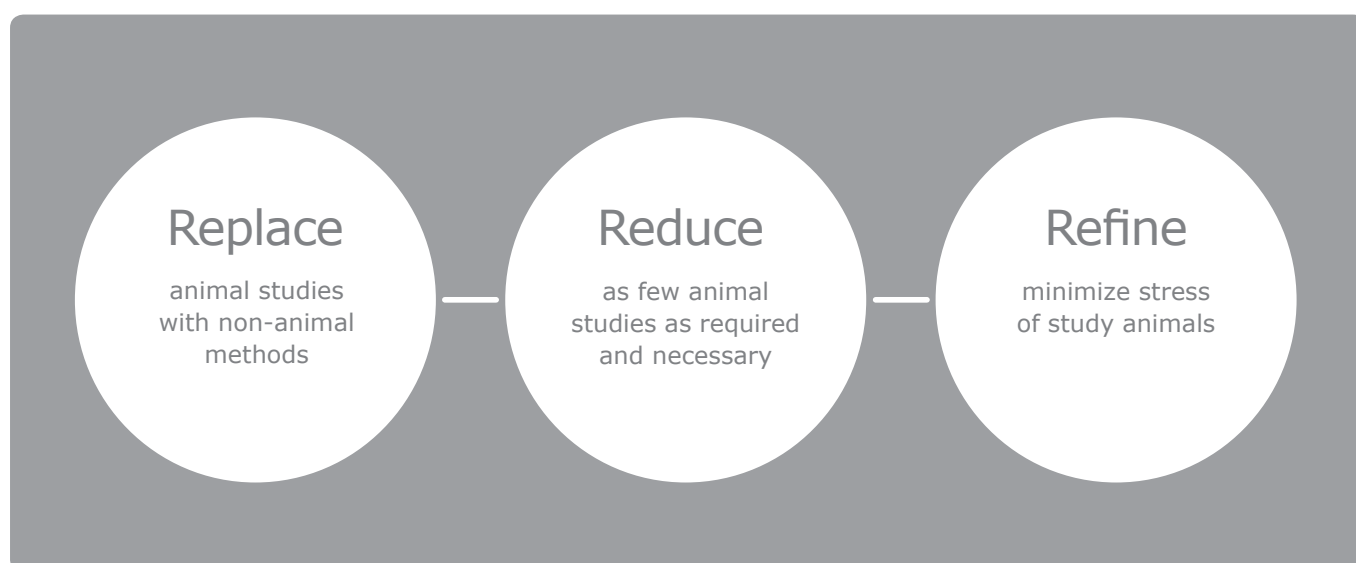 Replace
animal studies
with non-animal
methods
Reduce
as few animal
studies as required
and necessary
Refine
minimize stress
of study animals